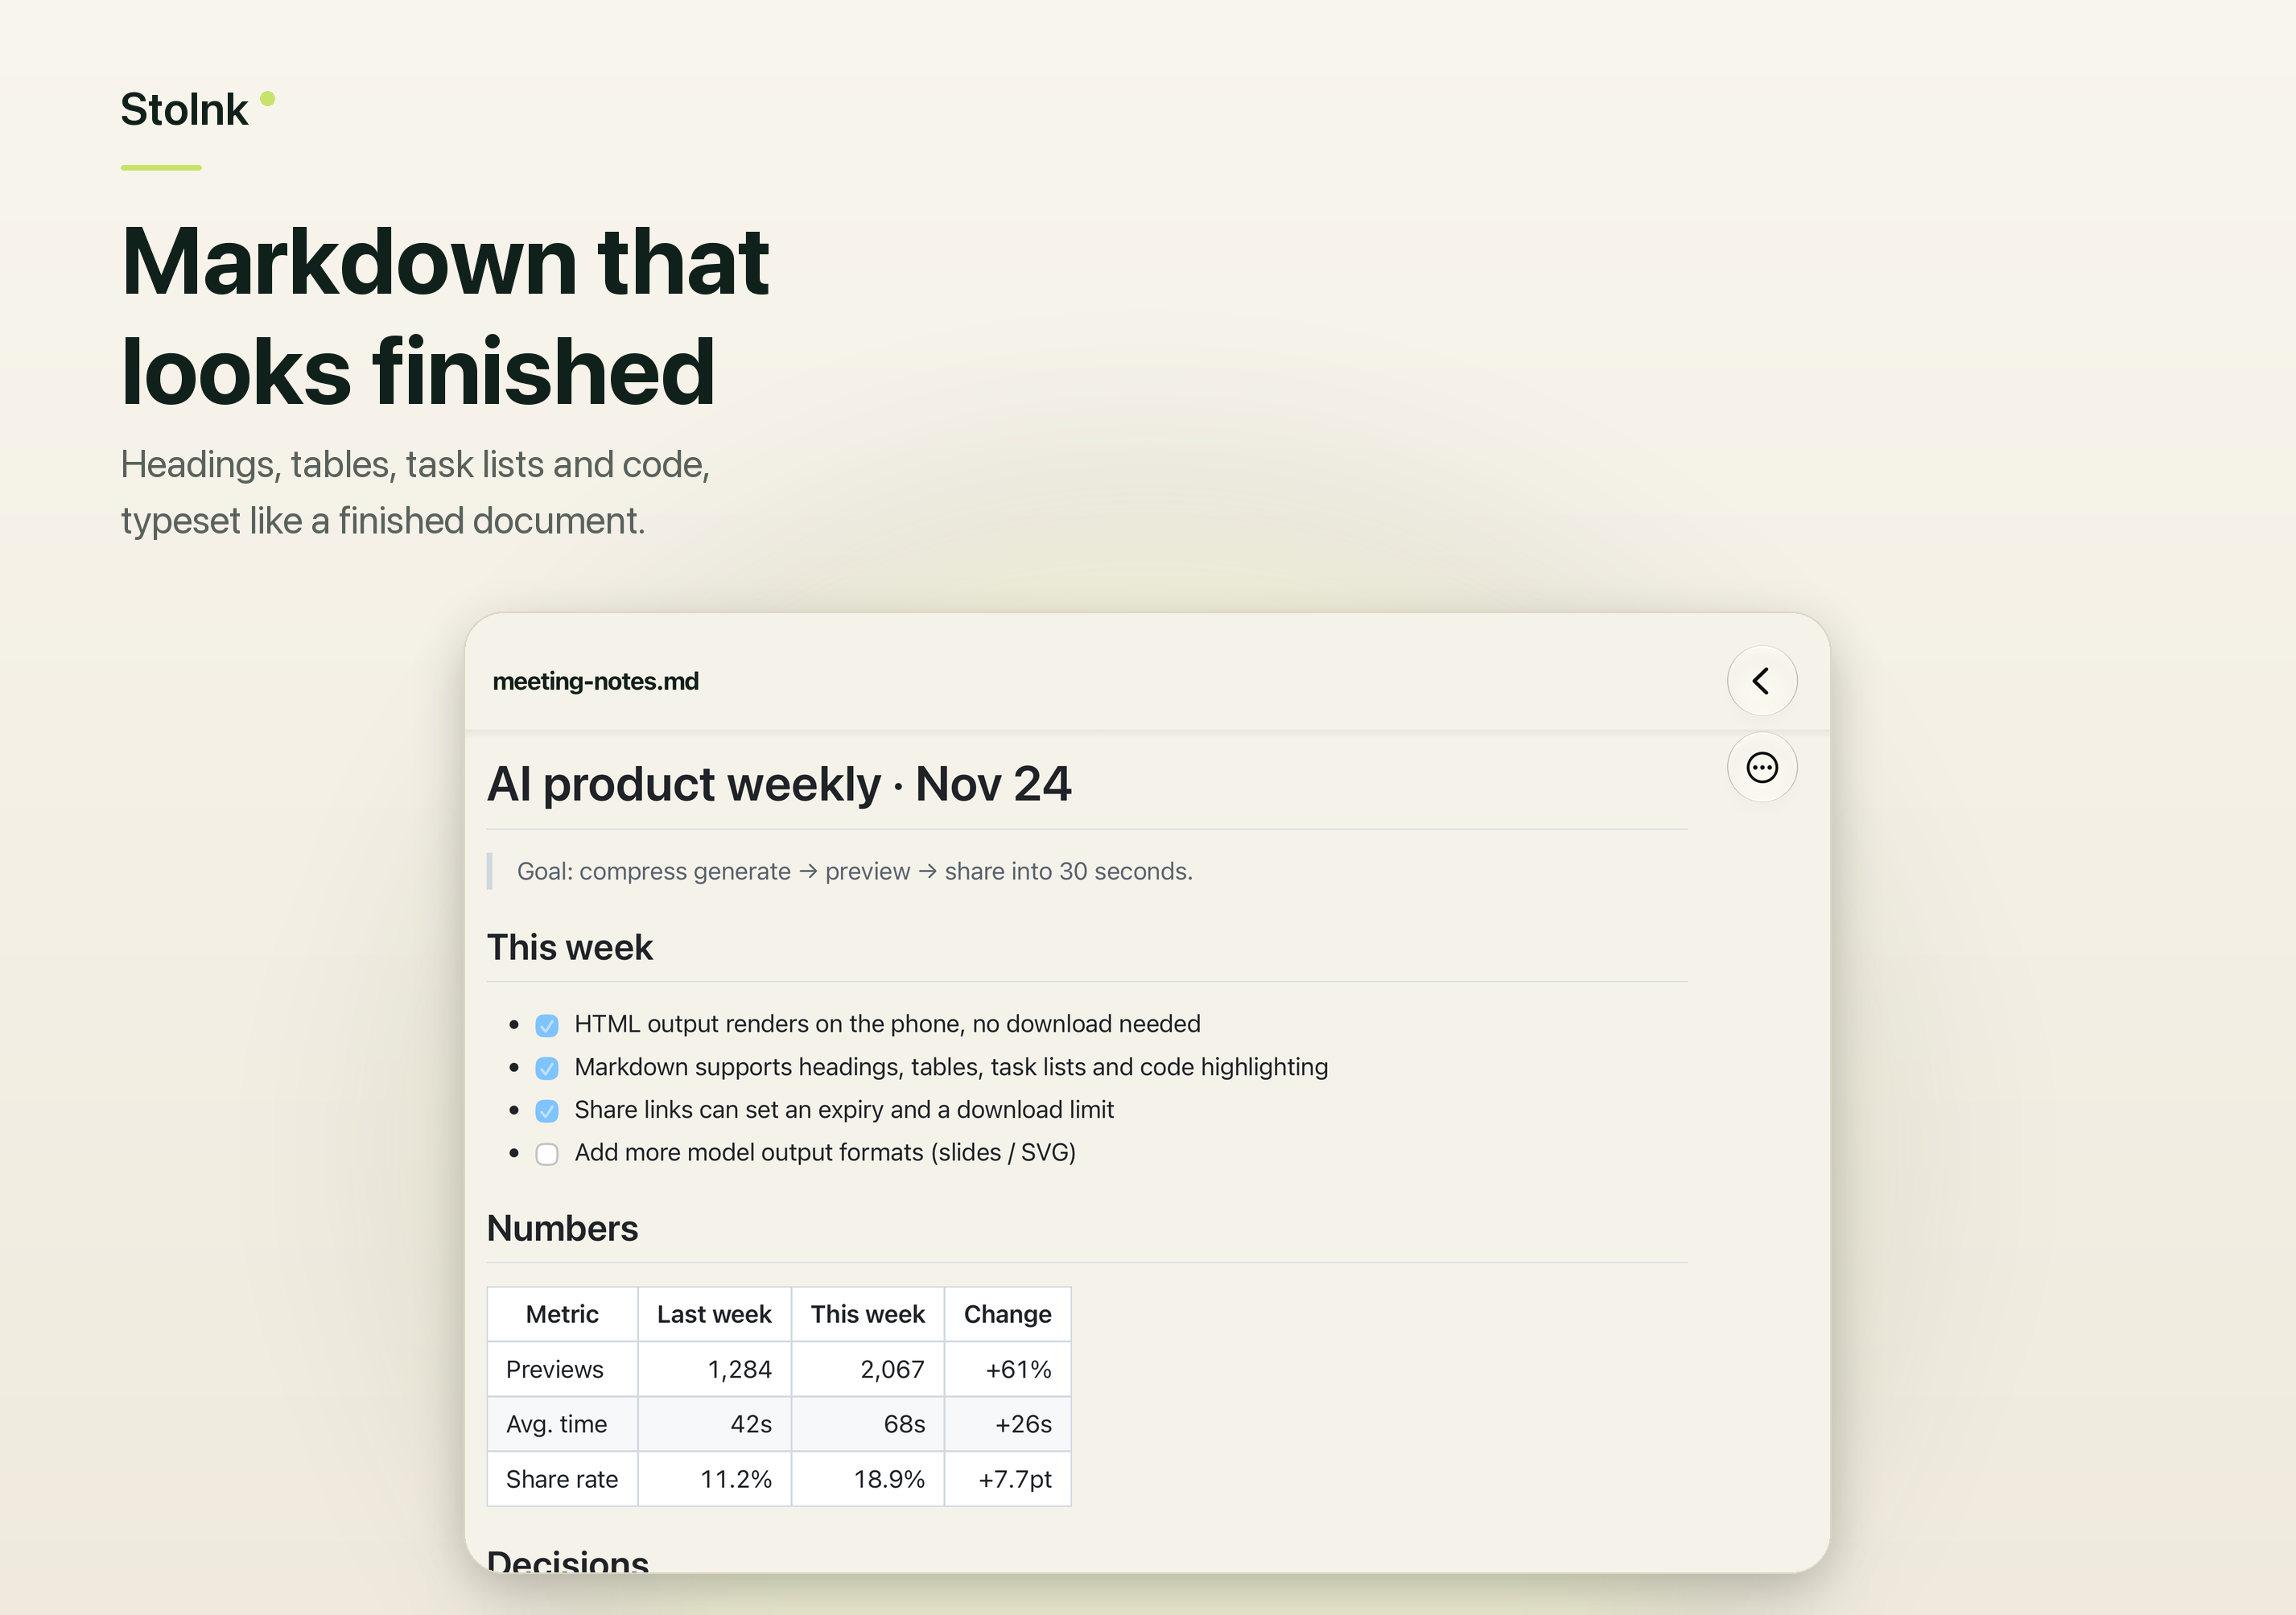 StoInk
Markdown that
looks finished
Headings, tables, task lists and code,
typeset like a finished document.
meeting-notes.md
AI product weekly · Nov 24
Goal: compress generate → preview → share into 30 seconds.
This week
HTML output renders on the phone, no download needed
Markdown supports headings, tables, task lists and code highlighting
Share links can set an expiry and a download limit
Add more model output formats (slides / SVG)
Numbers
Metric Last week This week Change
Previews 1,284 2,067 +61%
Avg. time 42s 68s +26s
Share rate 11.2% 18.9% +7.7pt
Decisions